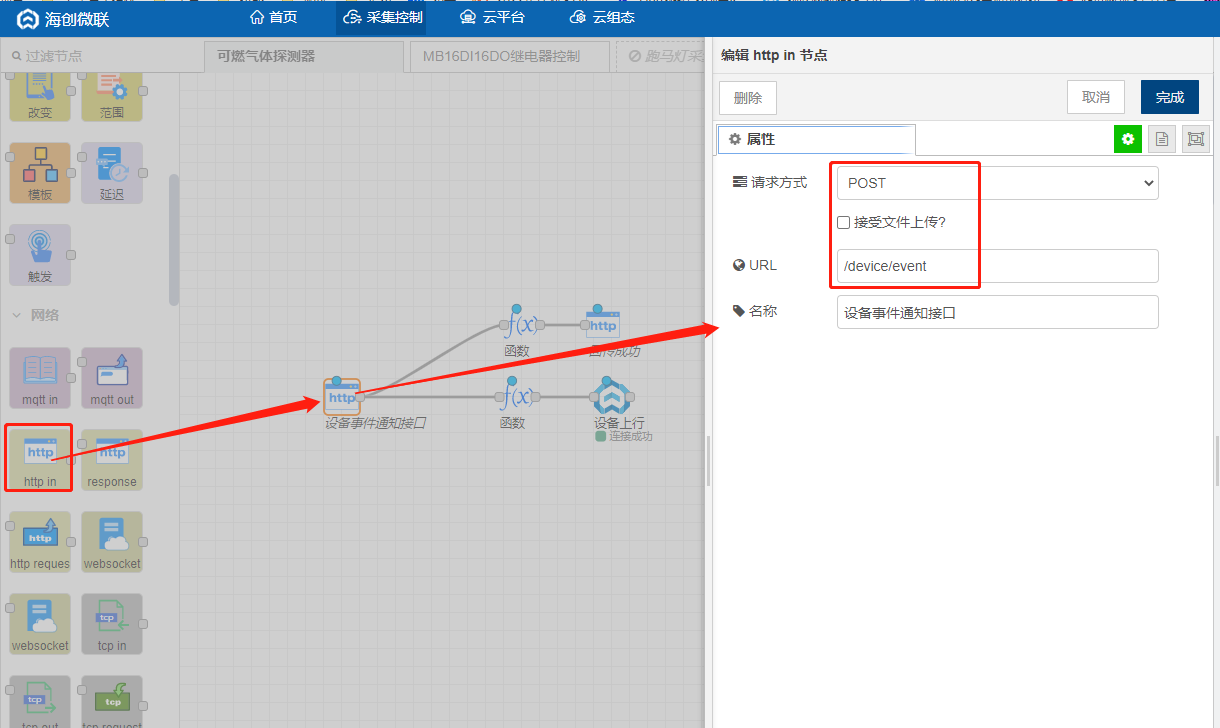 海创微联
首页
采集控制
云平台
云组态
过滤节点
可燃气体探测器
MB16DI16DO继电器控制
跑马灯采
改变
范围
模板
延迟
触发
网络
mqtt in
mqtt out
http
http in
http
response
http
http reques
websocket
websocket
tcp
tcp in
tcp
tcp out
tcp
tcp request
f(x)
函数
http
回传成功
http
设备事件通知接口
f(x)
函数
设备上行
连接成功
编辑 http in 节点
删除
取消
完成
属性
请求方式
POST
接受文件上传?
URL
/device/event
名称
设备事件通知接口